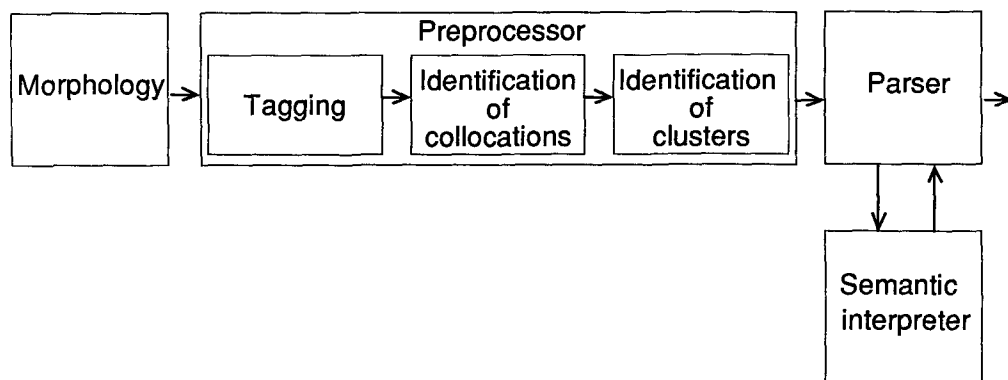 Morphology
Preprocessor
Tagging
Identification
of
collocations
Identification
of
clusters
Parser
Semantic
interpreter